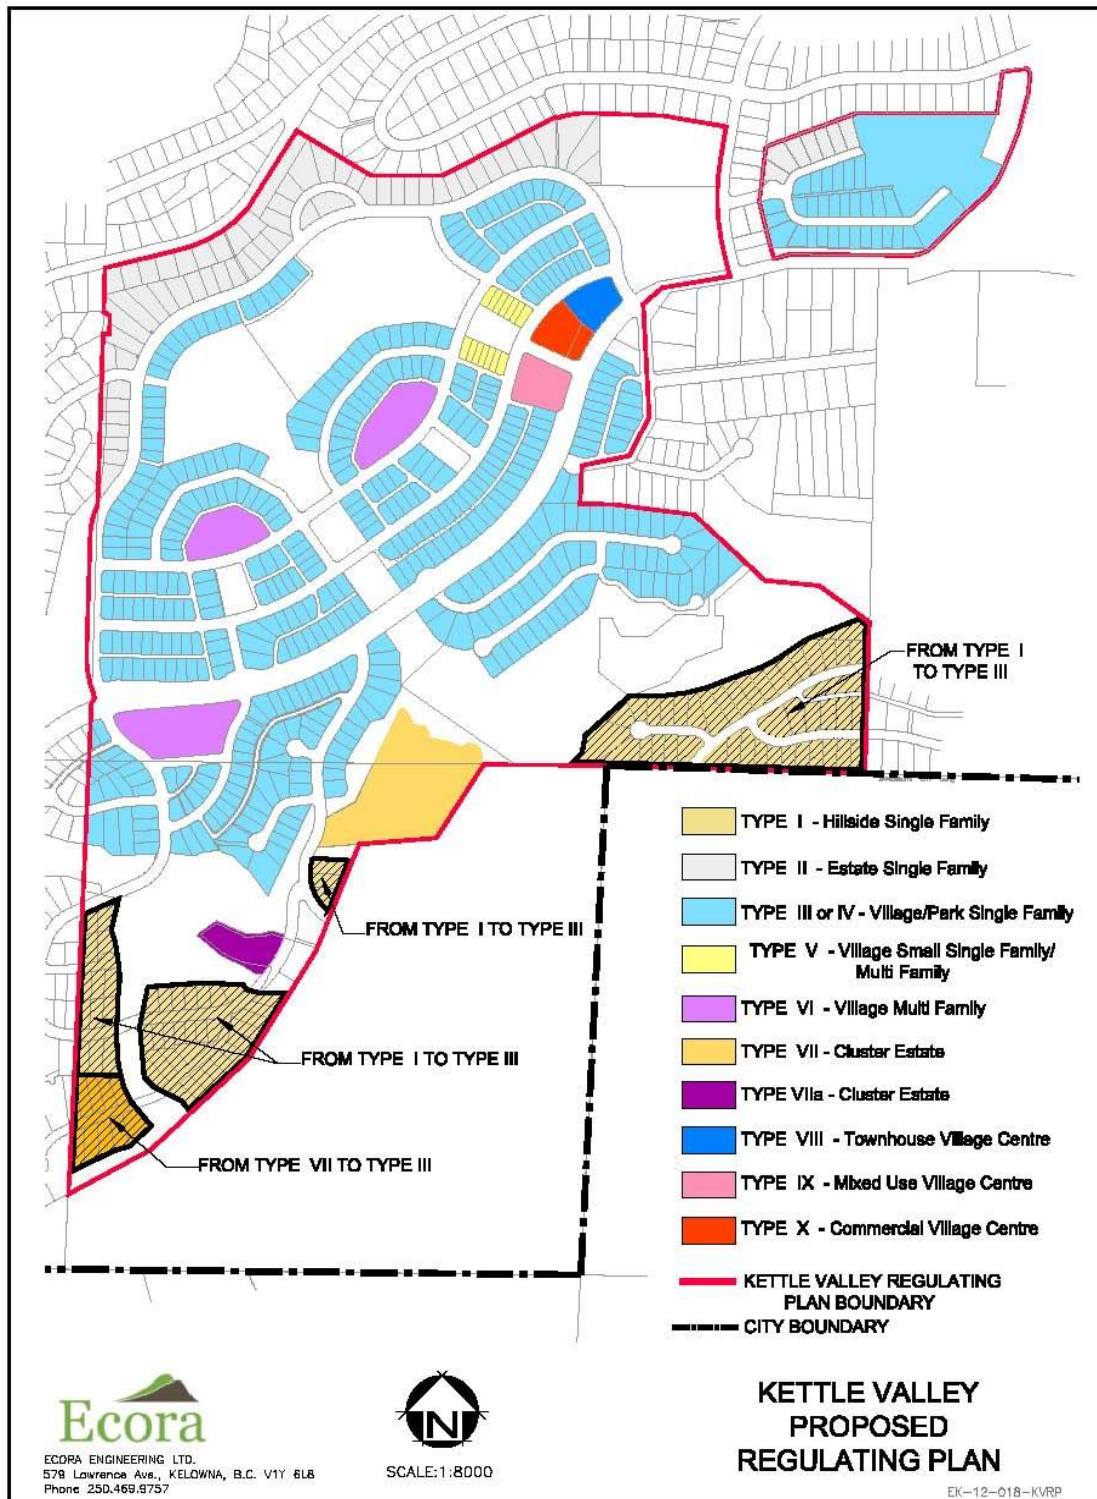 FROM TYPE I
TO TYPE III
TYPE I - Hillside Single Family
TYPE II - Estate Single Family
TYPE III or IV - Village/Park Single Family
TYPE V - Village Small Single Family/
Multi Family
TYPE VI - Village Multi Family
TYPE VII - Cluster Estate
TYPE VIIa - Cluster Estate
TYPE VIII - Townhouse Village Centre
TYPE IX - Mixed Use Village Centre
TYPE X - Commercial Village Centre
KETTLE VALLEY REGULATING
PLAN BOUNDARY
CITY BOUNDARY
FROM TYPE I TO TYPE III
FROM TYPE I TO TYPE III
FROM TYPE VII TO TYPE III
Ecora
ECORA ENGINEERING LTD.
579 Lawrence Ave., KELOWNA, B.C. V1Y 6L8
Phone 250.469.9757
N
SCALE:1:8000
KETTLE VALLEY
PROPOSED
REGULATING PLAN
EK-12-018-KVRP